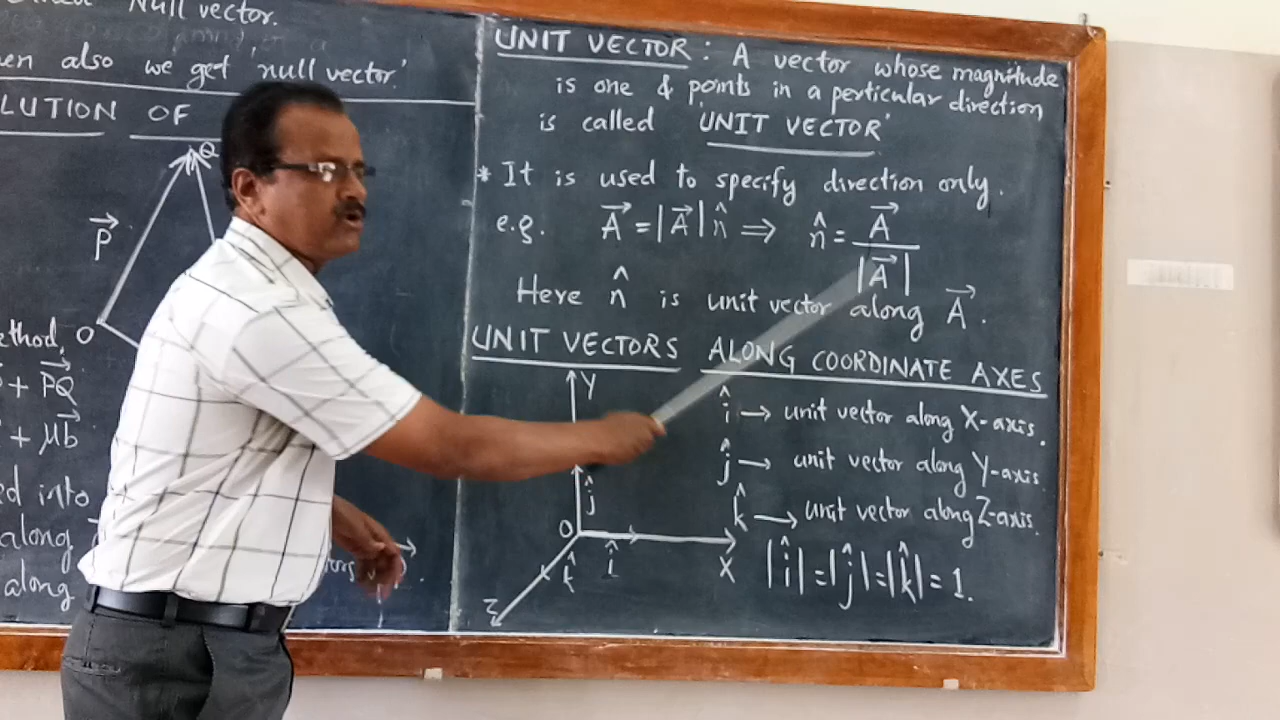 Null vector.
also we get 'null vector.'
LUTION OF
Q
P⃗
O
ethod,
+ PQ⃗
+ μb⃗
d into
along
along
UNIT VECTOR : A vector whose magnitude
is one & points in a perticular direction
is called 'UNIT VECTOR'
* It is used to specify direction only.
e.g. A⃗ = |A⃗| n̂ ⇒ n̂ = A⃗ / |A⃗|
Here n̂ is unit vector along A⃗.
UNIT VECTORS ALONG COORDINATE AXES
Y
ĵ
O
î
k̂
X
Z
î → unit vector along X-axis.
ĵ → unit vector along Y-axis
k̂ → unit vector along Z-axis.
|î| = |ĵ| = |k̂| = 1.